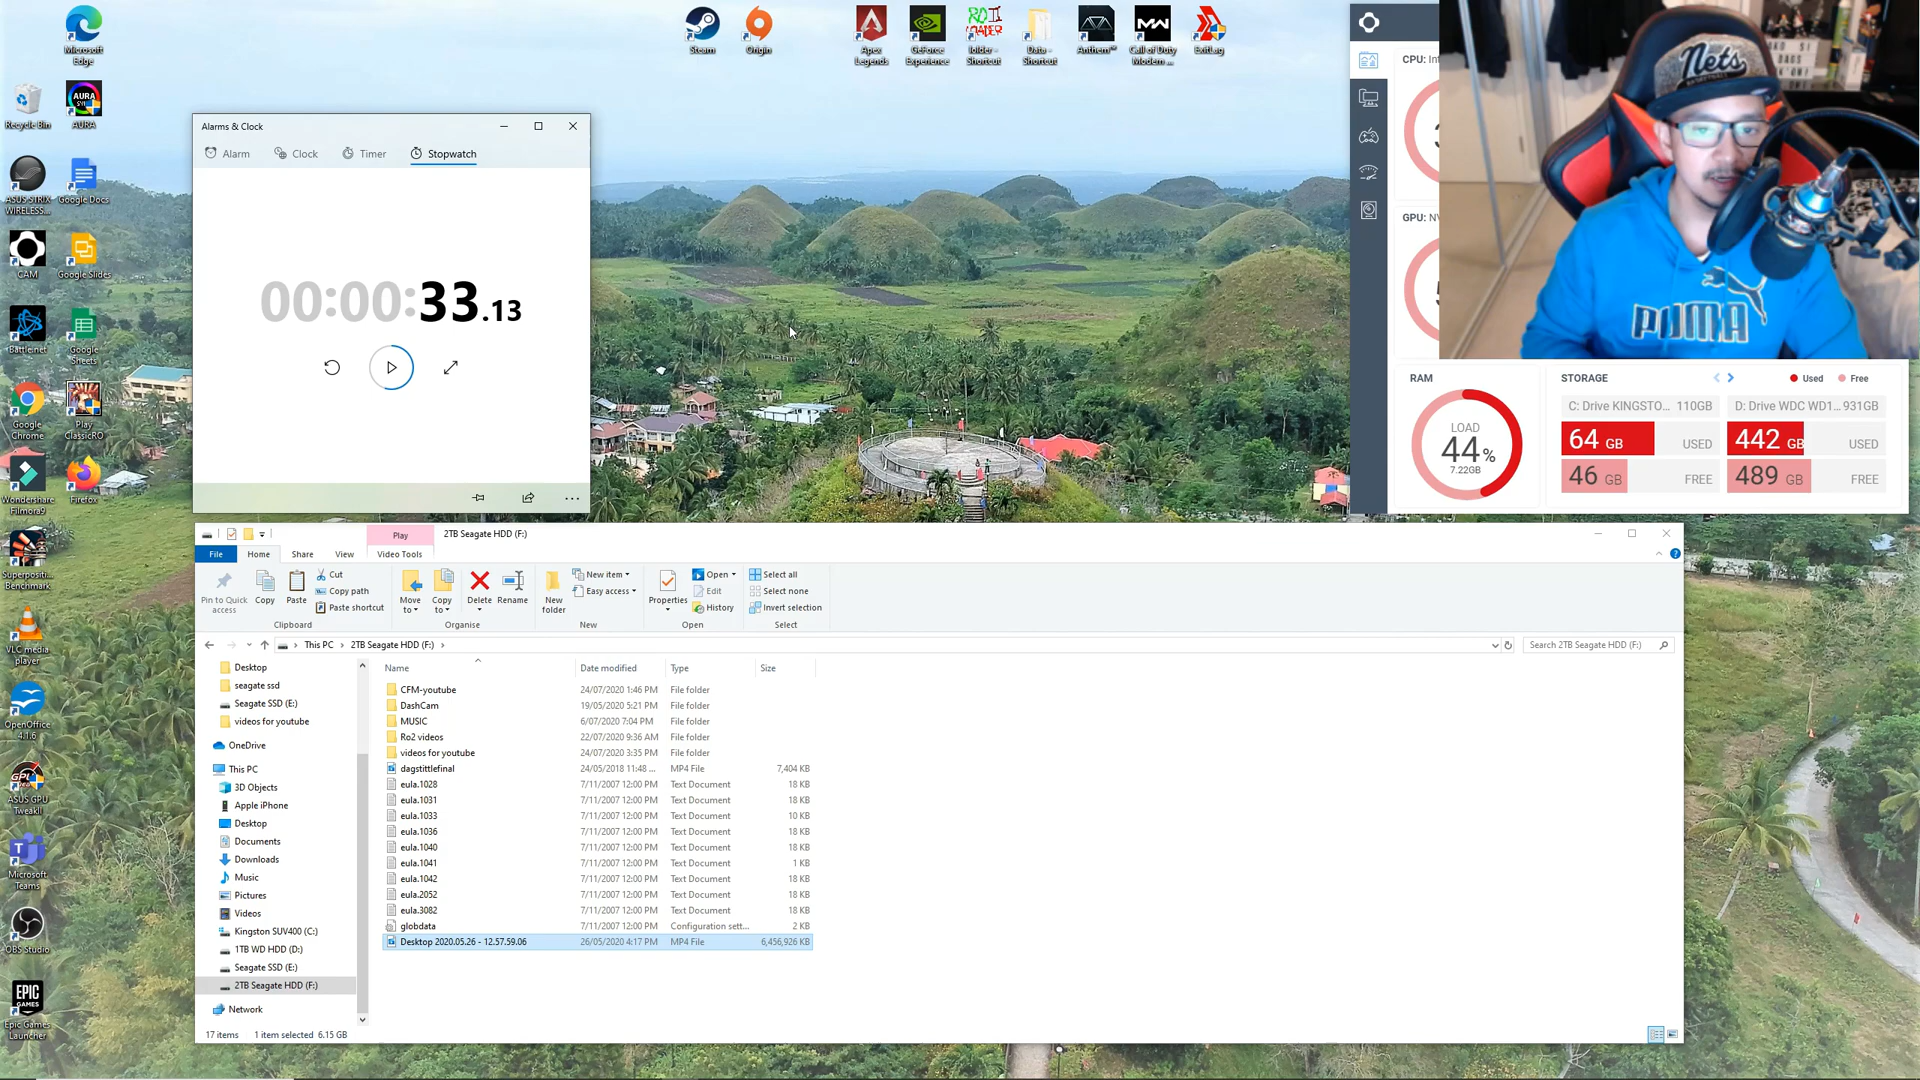 Microsoft Edge
Recycle Bin
AURA
ASUS STRIX WIRELESS...
Google Docs
CAM
Google Slides
Battle.net
Google Sheets
Google Chrome
Play ClassicRO
Wondershare Filmora9
Firefox
Superpositi... Benchmark
VLC media player
OpenOffice 4.1.6
ASUS GPU TweakII
Microsoft Teams
OBS Studio
EPIC GAMES
Epic Games Launcher
Steam
Origin
Apex Legends
GeForce Experience
folder - Shortcut
Data - Shortcut
Anthem™
Call of Duty Modern ...
ExitLag
Alarms & Clock
Alarm Clock Timer Stopwatch
00:00:33.13
CPU: Int
GPU: NV
Nets
PUMA
RAM
LOAD
44%
7.22GB
STORAGE
Used Free
C: Drive KINGSTO... 110GB
D: Drive WDC WD1... 931GB
64 GB USED
442 GB USED
46 GB FREE
489 GB FREE
Play
2TB Seagate HDD (F:)
File Home Share View Video Tools
Pin to Quick access
Copy
Paste
Cut
Copy path
Paste shortcut
Clipboard
Move to
Copy to
Delete
Rename
Organise
New folder
New item
Easy access
New
Properties
Open
Edit
History
Open
Select all
Select none
Invert selection
Select
This PC 2TB Seagate HDD (F:)
Search 2TB Seagate HDD (F:)
Desktop
seagate ssd
Seagate SSD (E:)
videos for youtube
OneDrive
This PC
3D Objects
Apple iPhone
Desktop
Documents
Downloads
Music
Pictures
Videos
Kingston SUV400 (C:)
1TB WD HDD (D:)
Seagate SSD (E:)
2TB Seagate HDD (F:)
Network
Name Date modified Type Size
CFM-youtube 24/07/2020 1:46 PM File folder
DashCam 19/05/2020 5:21 PM File folder
MUSIC 6/07/2020 7:04 PM File folder
Ro2 videos 22/07/2020 9:36 AM File folder
videos for youtube 24/07/2020 3:35 PM File folder
dagstittlefinal 24/05/2018 11:48 ... MP4 File 7,404 KB
eula.1028 7/11/2007 12:00 PM Text Document 18 KB
eula.1031 7/11/2007 12:00 PM Text Document 18 KB
eula.1033 7/11/2007 12:00 PM Text Document 10 KB
eula.1036 7/11/2007 12:00 PM Text Document 18 KB
eula.1040 7/11/2007 12:00 PM Text Document 18 KB
eula.1041 7/11/2007 12:00 PM Text Document 1 KB
eula.1042 7/11/2007 12:00 PM Text Document 18 KB
eula.2052 7/11/2007 12:00 PM Text Document 18 KB
eula.3082 7/11/2007 12:00 PM Text Document 18 KB
globdata 7/11/2007 12:00 PM Configuration sett... 2 KB
Desktop 2020.05.26 - 12.57.59.06 26/05/2020 4:17 PM MP4 File 6,456,926 KB
17 items 1 item selected 6.15 GB